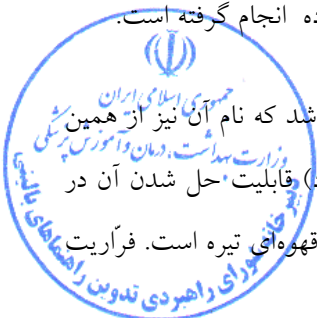 ده انجام گرفته است.
جمهوری اسلامی ایران
شد که نام آن نیز از همین
وزارت بهداشت، درمان و آموزش پزشکی
) قابلیت حل شدن آن در
قهوه‌ای تیره است. فرّاریت
دبیرخانه شورای راهبردی تدوین راهنماهای بالینی